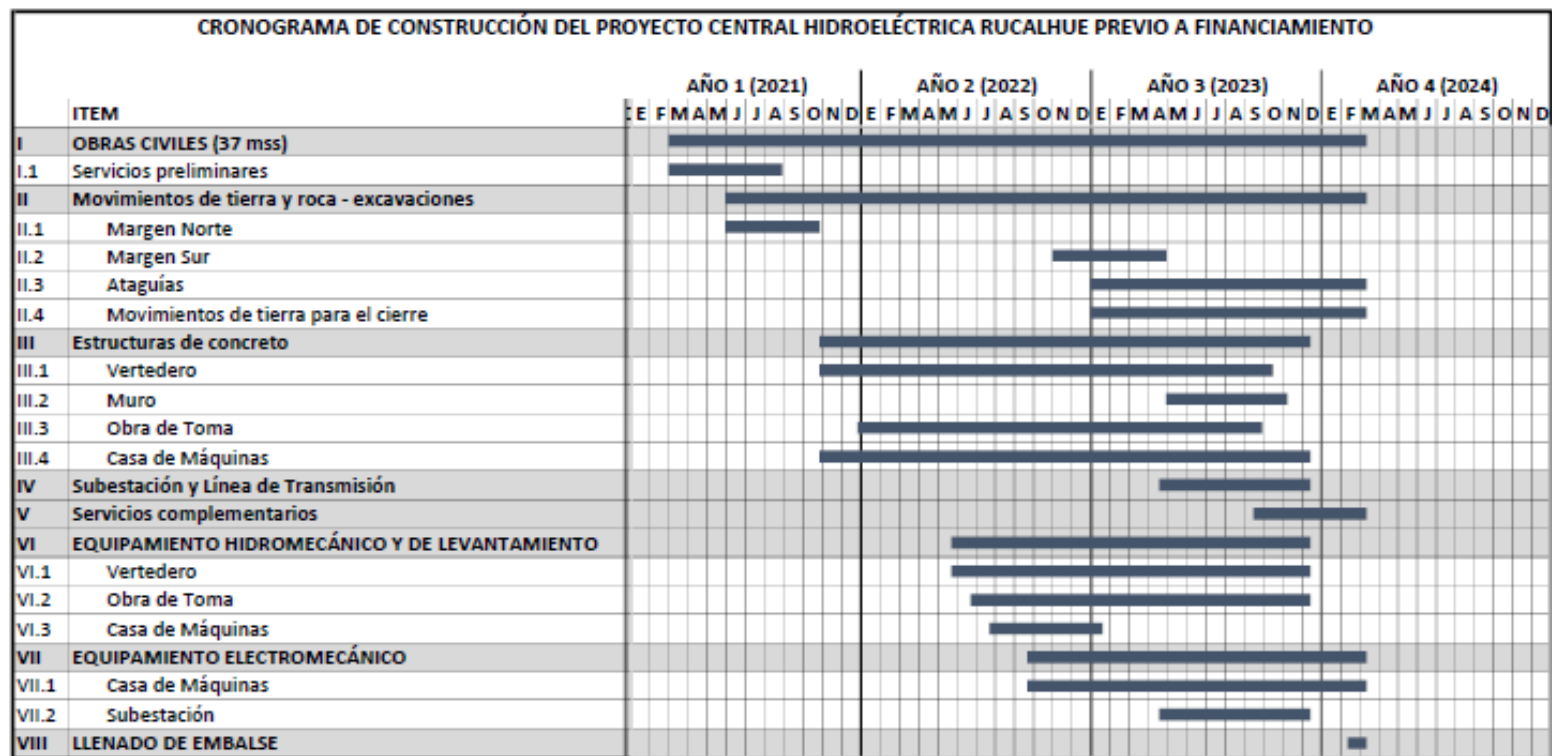 CRONOGRAMA DE CONSTRUCCIÓN DEL PROYECTO CENTRAL HIDROELÉCTRICA RUCALHUE PREVIO A FINANCIAMIENTO
AÑO 1 (2021) AÑO 2 (2022) AÑO 3 (2023) AÑO 4 (2024)
ITEM E F M A M J J A S O N D E F M A M J J A S O N D E F M A M J J A S O N D E F M A M J J A S O N D
I OBRAS CIVILES (37 mss)
I.1 Servicios preliminares
II Movimientos de tierra y roca - excavaciones
II.1 Margen Norte
II.2 Margen Sur
II.3 Ataguías
II.4 Movimientos de tierra para el cierre
III Estructuras de concreto
III.1 Vertedero
III.2 Muro
III.3 Obra de Toma
III.4 Casa de Máquinas
IV Subestación y Línea de Transmisión
V Servicios complementarios
VI EQUIPAMIENTO HIDROMECÁNICO Y DE LEVANTAMIENTO
VI.1 Vertedero
VI.2 Obra de Toma
VI.3 Casa de Máquinas
VII EQUIPAMIENTO ELECTROMECÁNICO
VII.1 Casa de Máquinas
VII.2 Subestación
VIII LLENADO DE EMBALSE